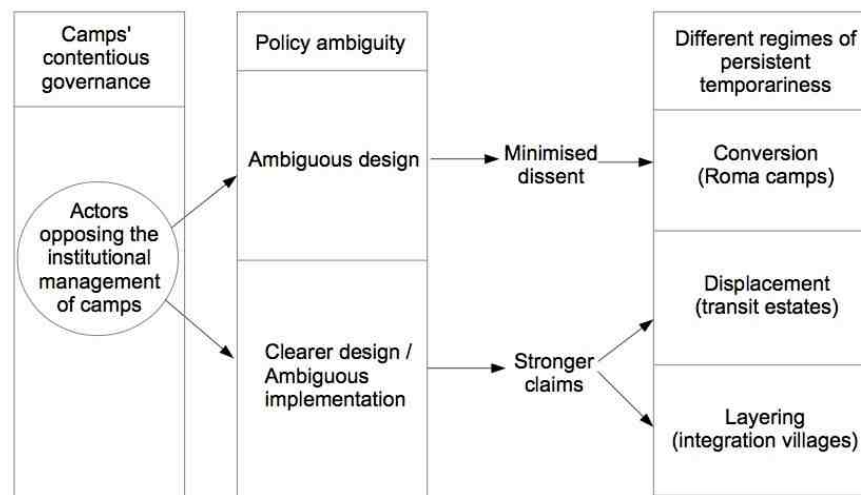 Camps'
contentious
governance
Policy ambiguity
Different regimes of
persistent
temporariness
Actors
opposing the
institutional
management
of camps
Ambiguous design
Minimised
dissent
Conversion
(Roma camps)
Clearer design /
Ambiguous
implementation
Stronger
claims
Displacement
(transit estates)
Layering
(integration villages)